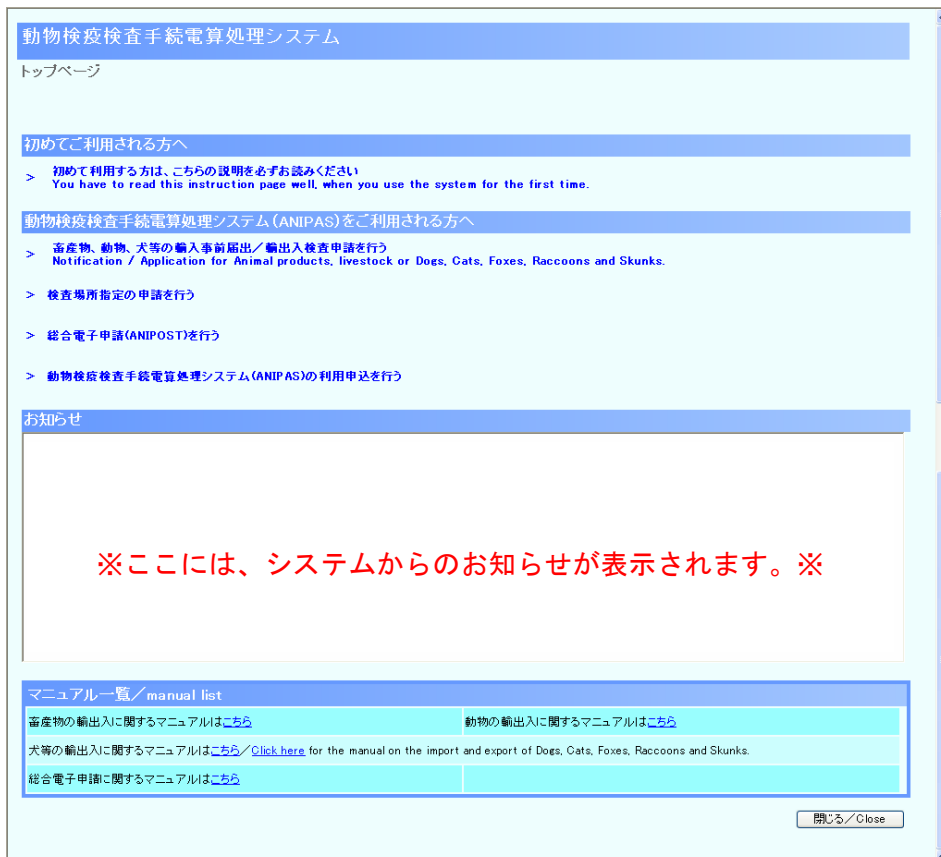 動物検疫検査手続電算処理システム
トップページ
初めてご利用される方へ
> 初めて利用する方は、こちらの説明を必ずお読みください
You have to read this instruction page well, when you use the system for the first time.
動物検疫検査手続電算処理システム(ANIPAS)をご利用される方へ
> 畜産物、動物、犬等の輸入事前届出／輸出入検査申請を行う
Notification / Application for Animal products, livestock or Dogs, Cats, Foxes, Raccoons and Skunks.
> 検査場所指定の申請を行う
> 総合電子申請(ANIPOST)を行う
> 動物検疫検査手続電算処理システム(ANIPAS)の利用申込を行う
お知らせ
※ここには、システムからのお知らせが表示されます。※
マニュアル一覧／manual list
畜産物の輸出入に関するマニュアルはこちら 動物の輸出入に関するマニュアルはこちら
犬等の輸出入に関するマニュアルはこちら／Click here for the manual on the import and export of Dogs, Cats, Foxes, Raccoons and Skunks.
総合電子申請に関するマニュアルはこちら
閉じる／Close